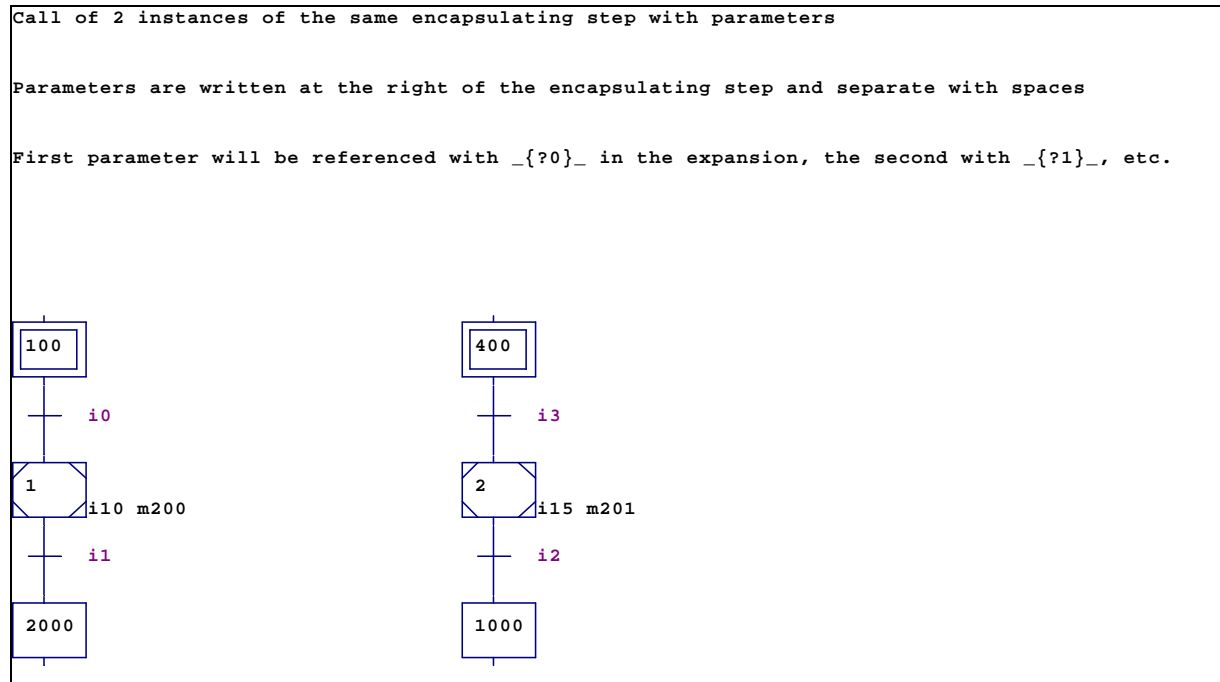 Call of 2 instances of the same encapsulating step with parameters
Parameters are written at the right of the encapsulating step and separate with spaces
First parameter will be referenced with _{?0}_ in the expansion, the second with _{?1}_, etc.
100
i0
1
i10 m200
i1
2000
400
i3
2
i15 m201
i2
1000